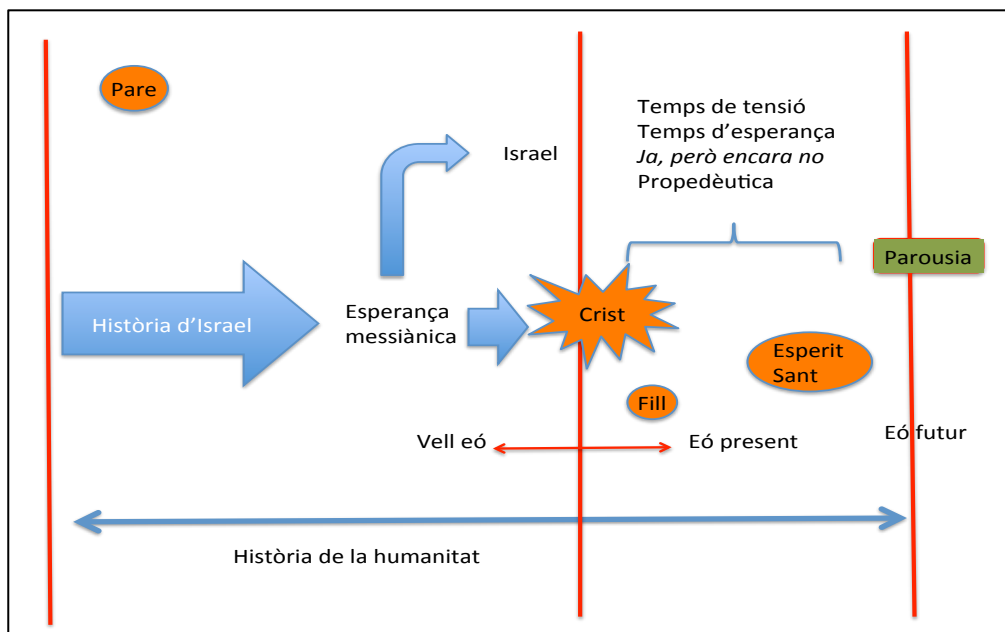 Pare
Temps de tensió
Temps d’esperança
Ja, però encara no
Propedèutica
Israel
Parousia
Història d’Israel
Esperança
messiànica
Crist
Esperit
Sant
Fill
Vell eó
Eó present
Eó futur
Història de la humanitat